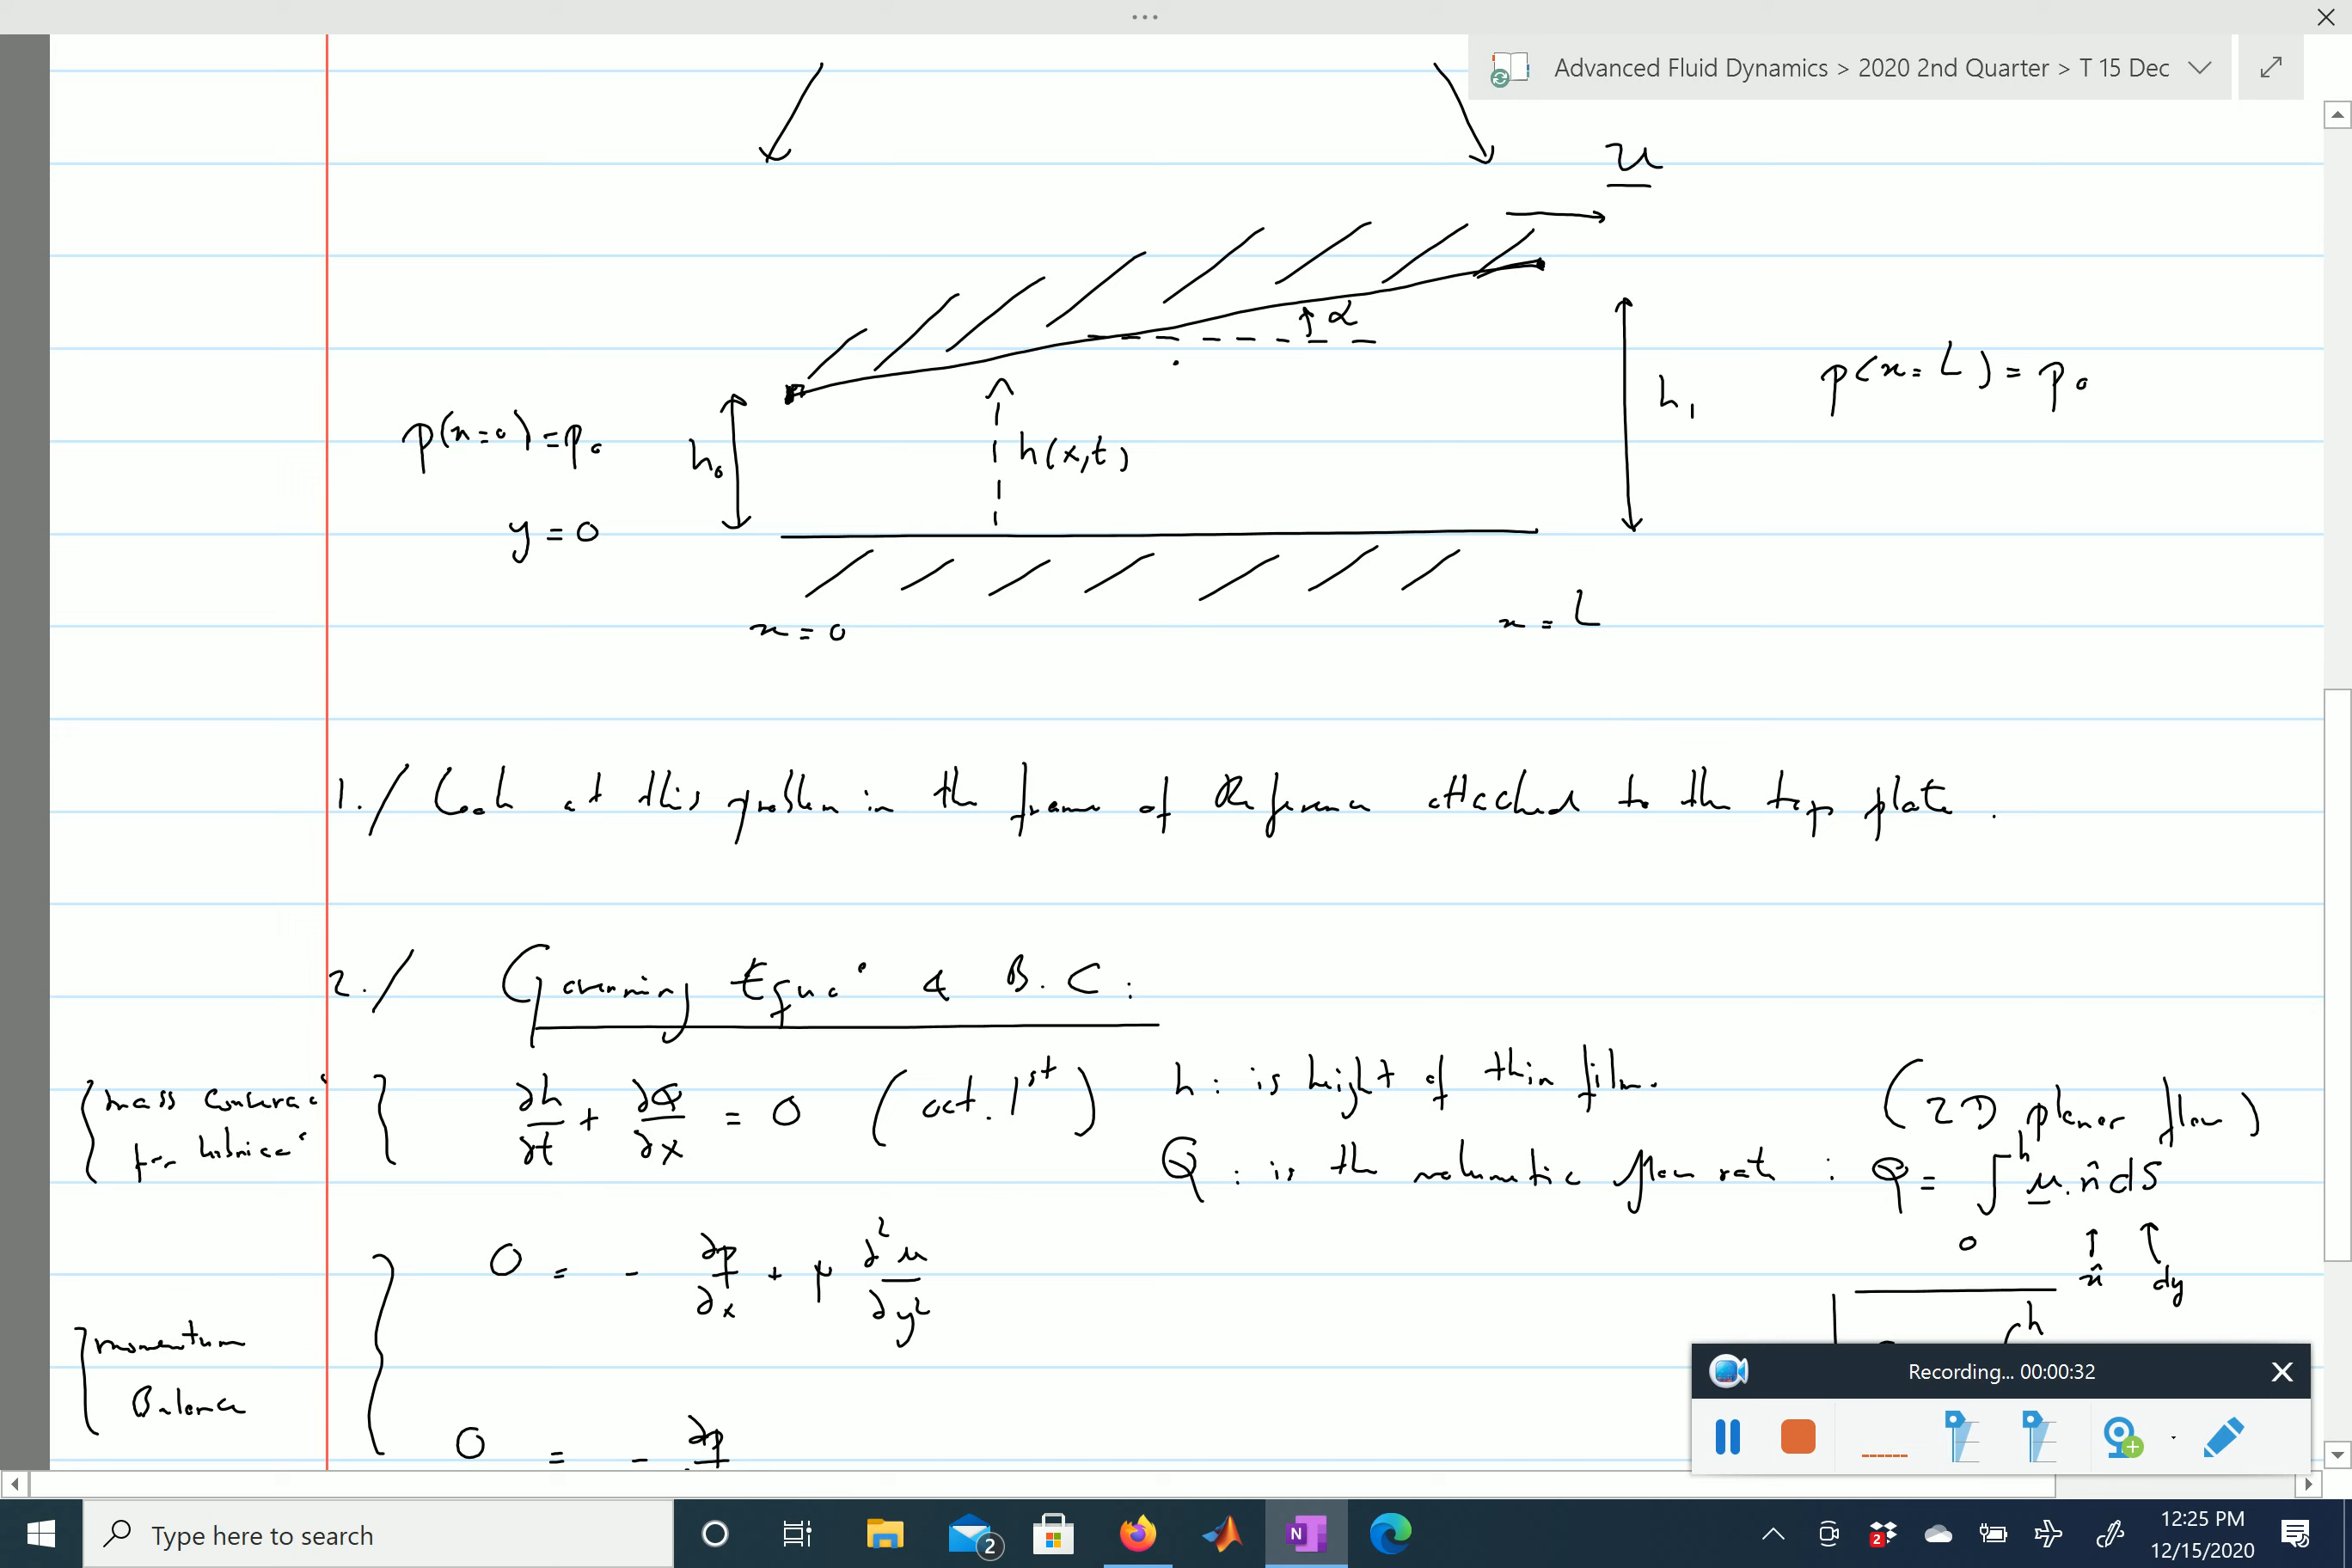 Advanced Fluid Dynamics > 2020 2nd Quarter > T 15 Dec
u
α
p(x=0)=p₀
h₀
h(x,t)
h₁
p(x=L)=p₀
y=0
x=0
x=L
1./ Look at this problem in the frame of Reference attached to the top plate.
2./ Governing Equa° & B.C:
{mass Conserva°
for lubrica°}
∂h/∂t + ∂Q/∂x = 0 (oct. 1st)
h: is height of thin film.
(2D planar flow)
Q: is the volumetric flow rate: Q = ∫₀ʰ u.n̂ dS
x̂ dy
0 = - ∂p/∂x + μ ∂²u/∂y²
h
{momentum
Balance}
0 = - ∂p
Recording... 00:00:32
Type here to search
2
N
2
12:25 PM
12/15/2020